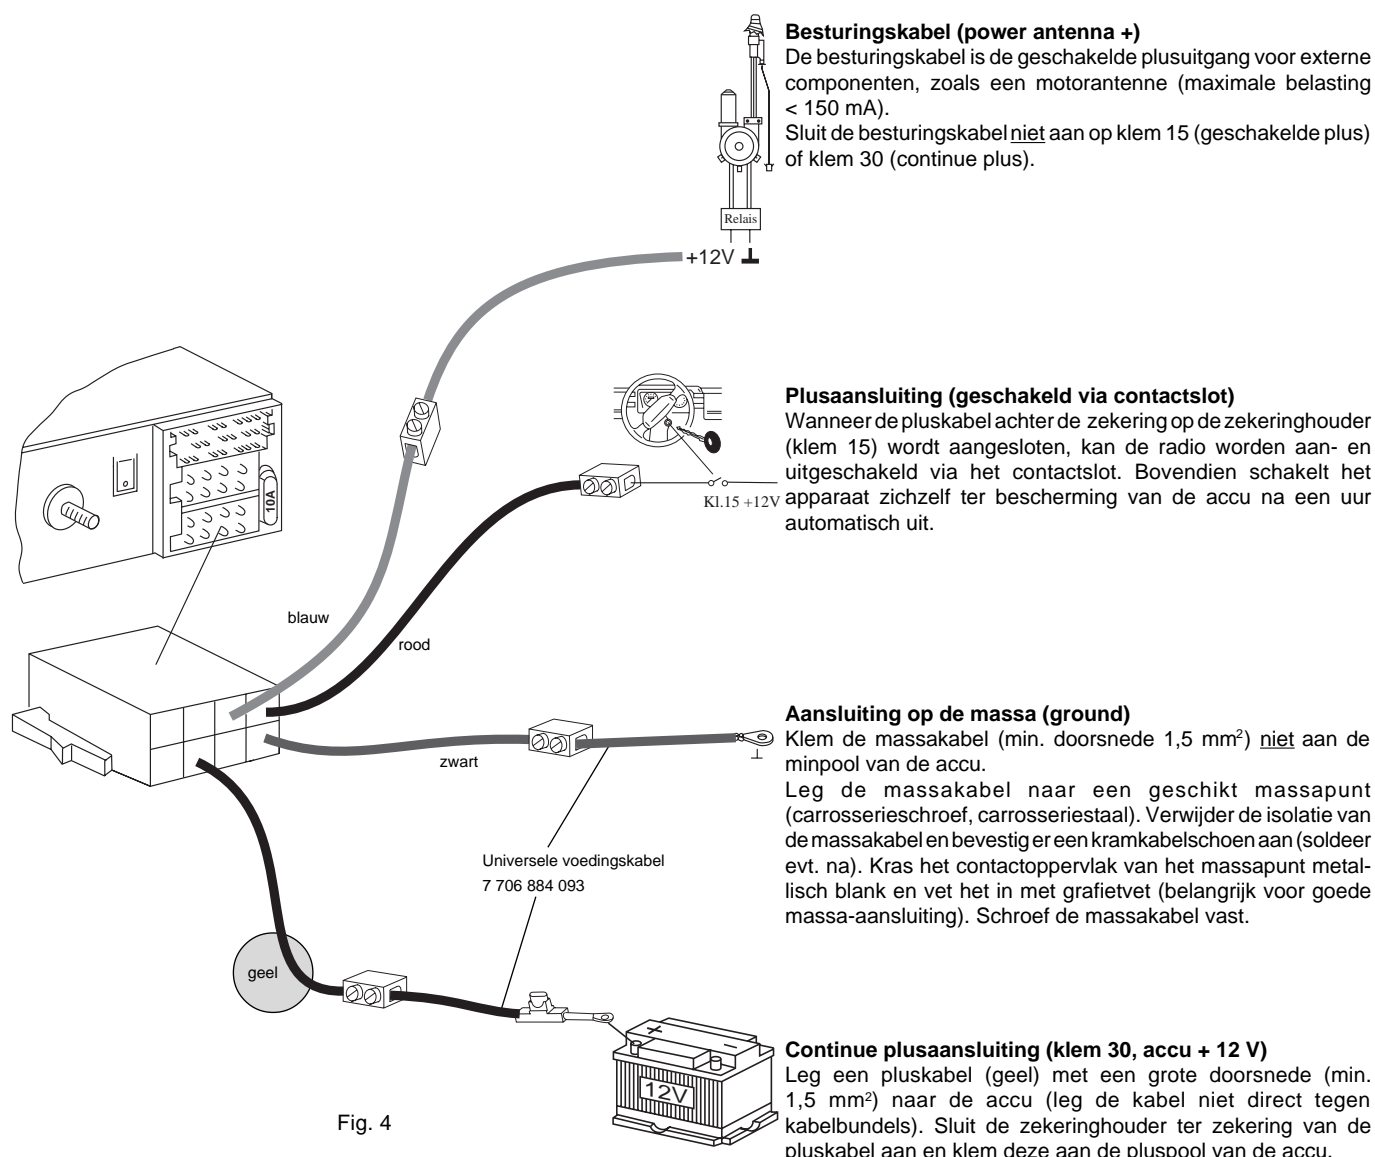 Besturingskabel (power antenna +)
De besturingskabel is de geschakelde plusuitgang voor externe
componenten, zoals een motorantenne (maximale belasting
< 150 mA).
Sluit de besturingskabel niet aan op klem 15 (geschakelde plus)
of klem 30 (continue plus).
Relais
+12V
Plusaansluiting (geschakeld via contactslot)
Wanneer de pluskabel achter de zekering op de zekeringhouder
(klem 15) wordt aangesloten, kan de radio worden aan- en
uitgeschakeld via het contactslot. Bovendien schakelt het
apparaat zichzelf ter bescherming van de accu na een uur
automatisch uit.
Kl.15 +12V
10A
blauw
rood
zwart
Aansluiting op de massa (ground)
Klem de massakabel (min. doorsnede 1,5 mm²) niet aan de
minpool van de accu.
Leg de massakabel naar een geschikt massapunt
(carrosserieschroef, carrosseriestaal). Verwijder de isolatie van
de massakabel en bevestig er een kramkabelschoen aan (soldeer
evt. na). Kras het contactoppervlak van het massapunt metal-
lisch blank en vet het in met grafietvet (belangrijk voor goede
massa-aansluiting). Schroef de massakabel vast.
Universele voedingskabel
7 706 884 093
geel
+ −
12V
Continue plusaansluiting (klem 30, accu + 12 V)
Leg een pluskabel (geel) met een grote doorsnede (min.
1,5 mm²) naar de accu (leg de kabel niet direct tegen
kabelbundels). Sluit de zekeringhouder ter zekering van de
pluskabel aan en klem deze aan de pluspool van de accu.
Fig. 4